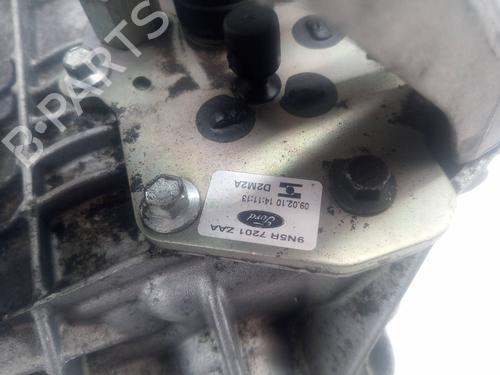 B-PARTS
D2M2A
09.02.10 14:11:13
Ford
9N5R 7201 ZAA